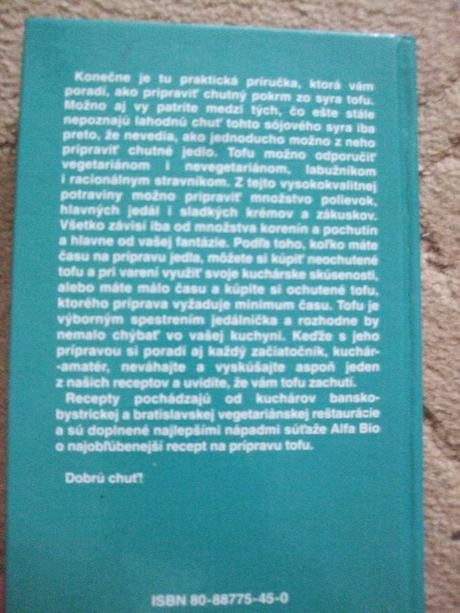 Konečne je tu praktická príručka, ktorá vám
poradí, ako pripraviť chutný pokrm zo syra tofu.
Možno aj vy patríte medzi tých, čo ešte stále
nepoznajú lahodnú chuť tohto sójového syra iba
preto, že nevedia, ako jednoducho možno z neho
pripraviť chutné jedlo. Tofu možno odporučiť
vegetariánom i nevegetariánom, labužníkom
i racionálnym stravníkom. Z tejto vysokokvalitnej
potraviny možno pripraviť množstvo polievok,
hlavných jedál i sladkých krémov a zákuskov.
Všetko závisí iba od množstva korenín a pochutín
a hlavne od vašej fantázie. Podľa toho, koľko máte
času na prípravu jedla, môžete si kúpiť neochutené
tofu a pri varení využiť svoje kuchárske skúsenosti,
alebo máte málo času a kúpite si ochutené tofu,
ktorého príprava vyžaduje minimum času. Tofu je
výborným spestrením jedálnička a rozhodne by
nemalo chýbať vo vašej kuchyni. Keďže s jeho
prípravou si poradí aj každý začiatočník, kuchár-
-amatér, neváhajte a vyskúšajte aspoň jeden
z našich receptov a uvidíte, že vám tofu zachutí.
Recepty pochádzajú od kuchárov bansko-
bystrickej a bratislavskej vegetariánskej reštaurácie
a sú doplnené najlepšími nápadmi súťaže Alfa Bio
o najobľúbenejší recept na prípravu tofu.
Dobrú chuť!
ISBN 80-88775-45-0